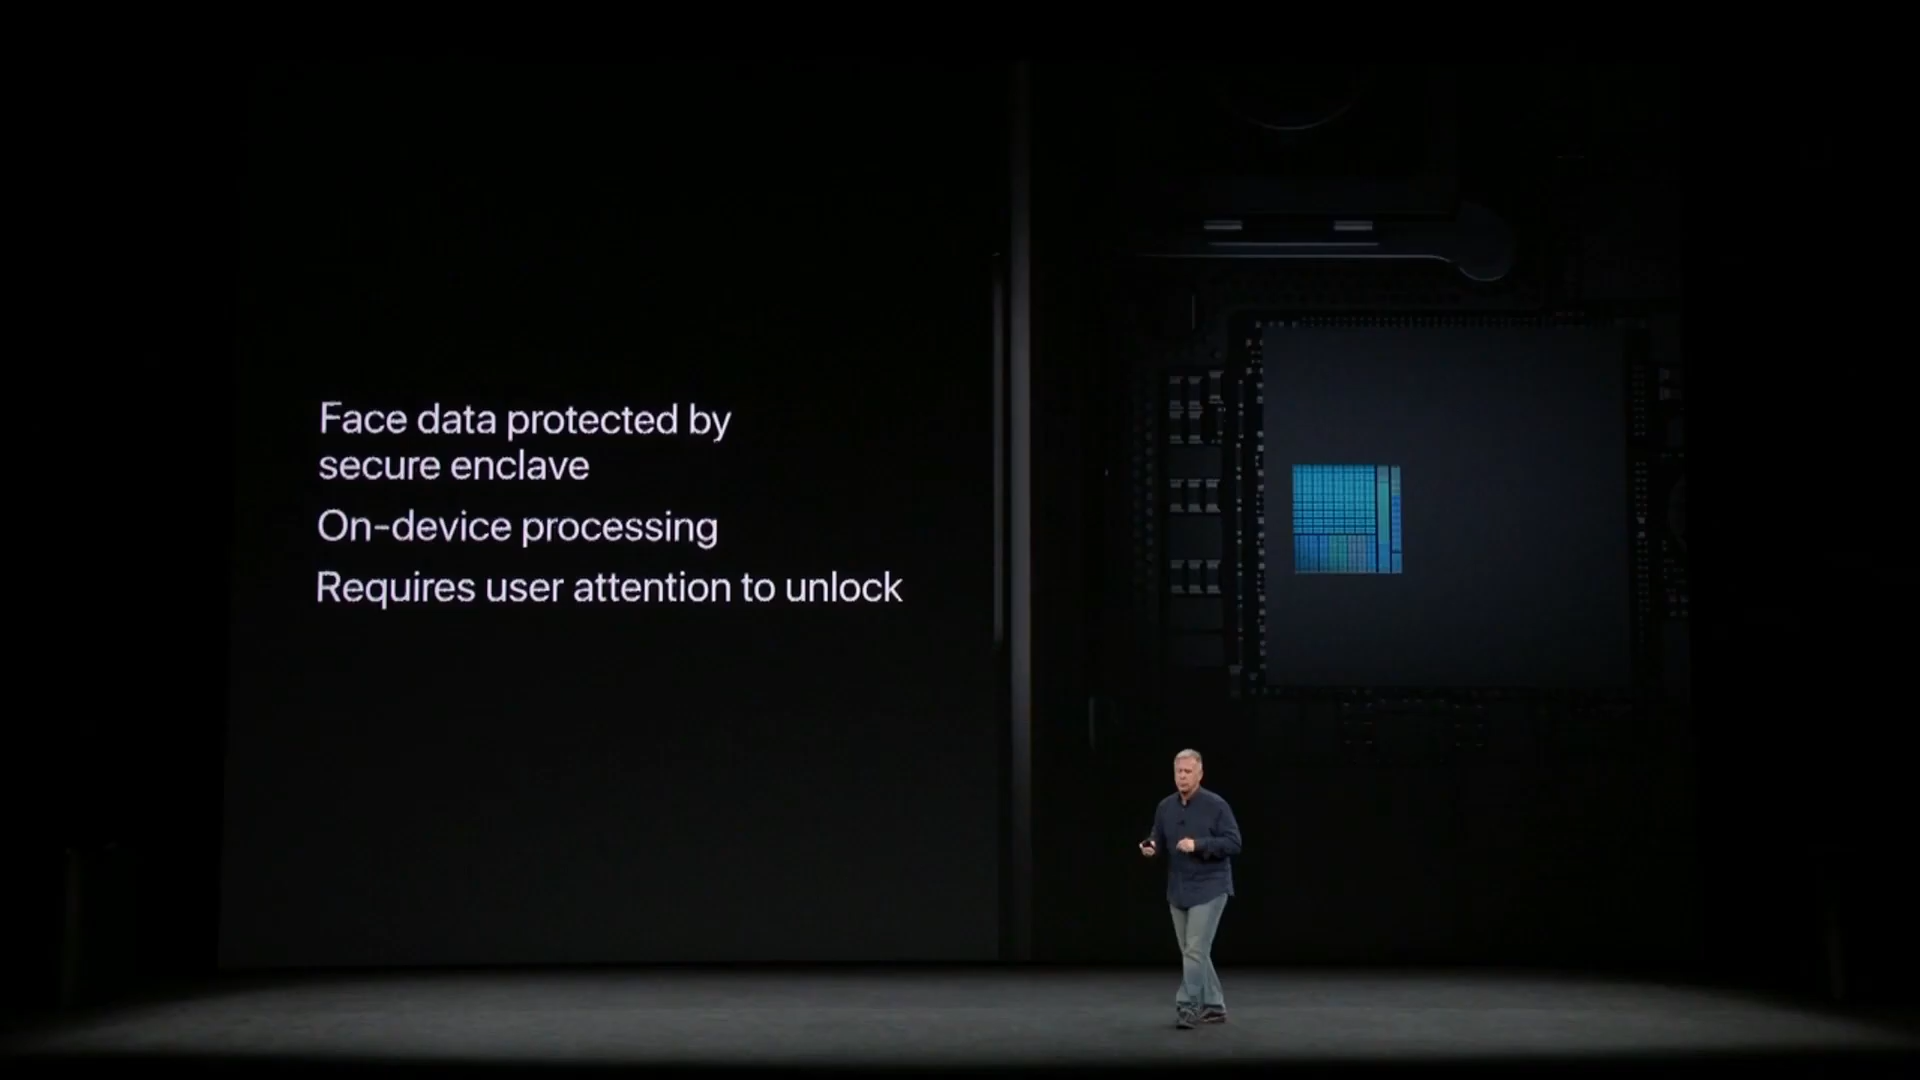 Face data protected by
secure enclave
On-device processing
Requires user attention to unlock